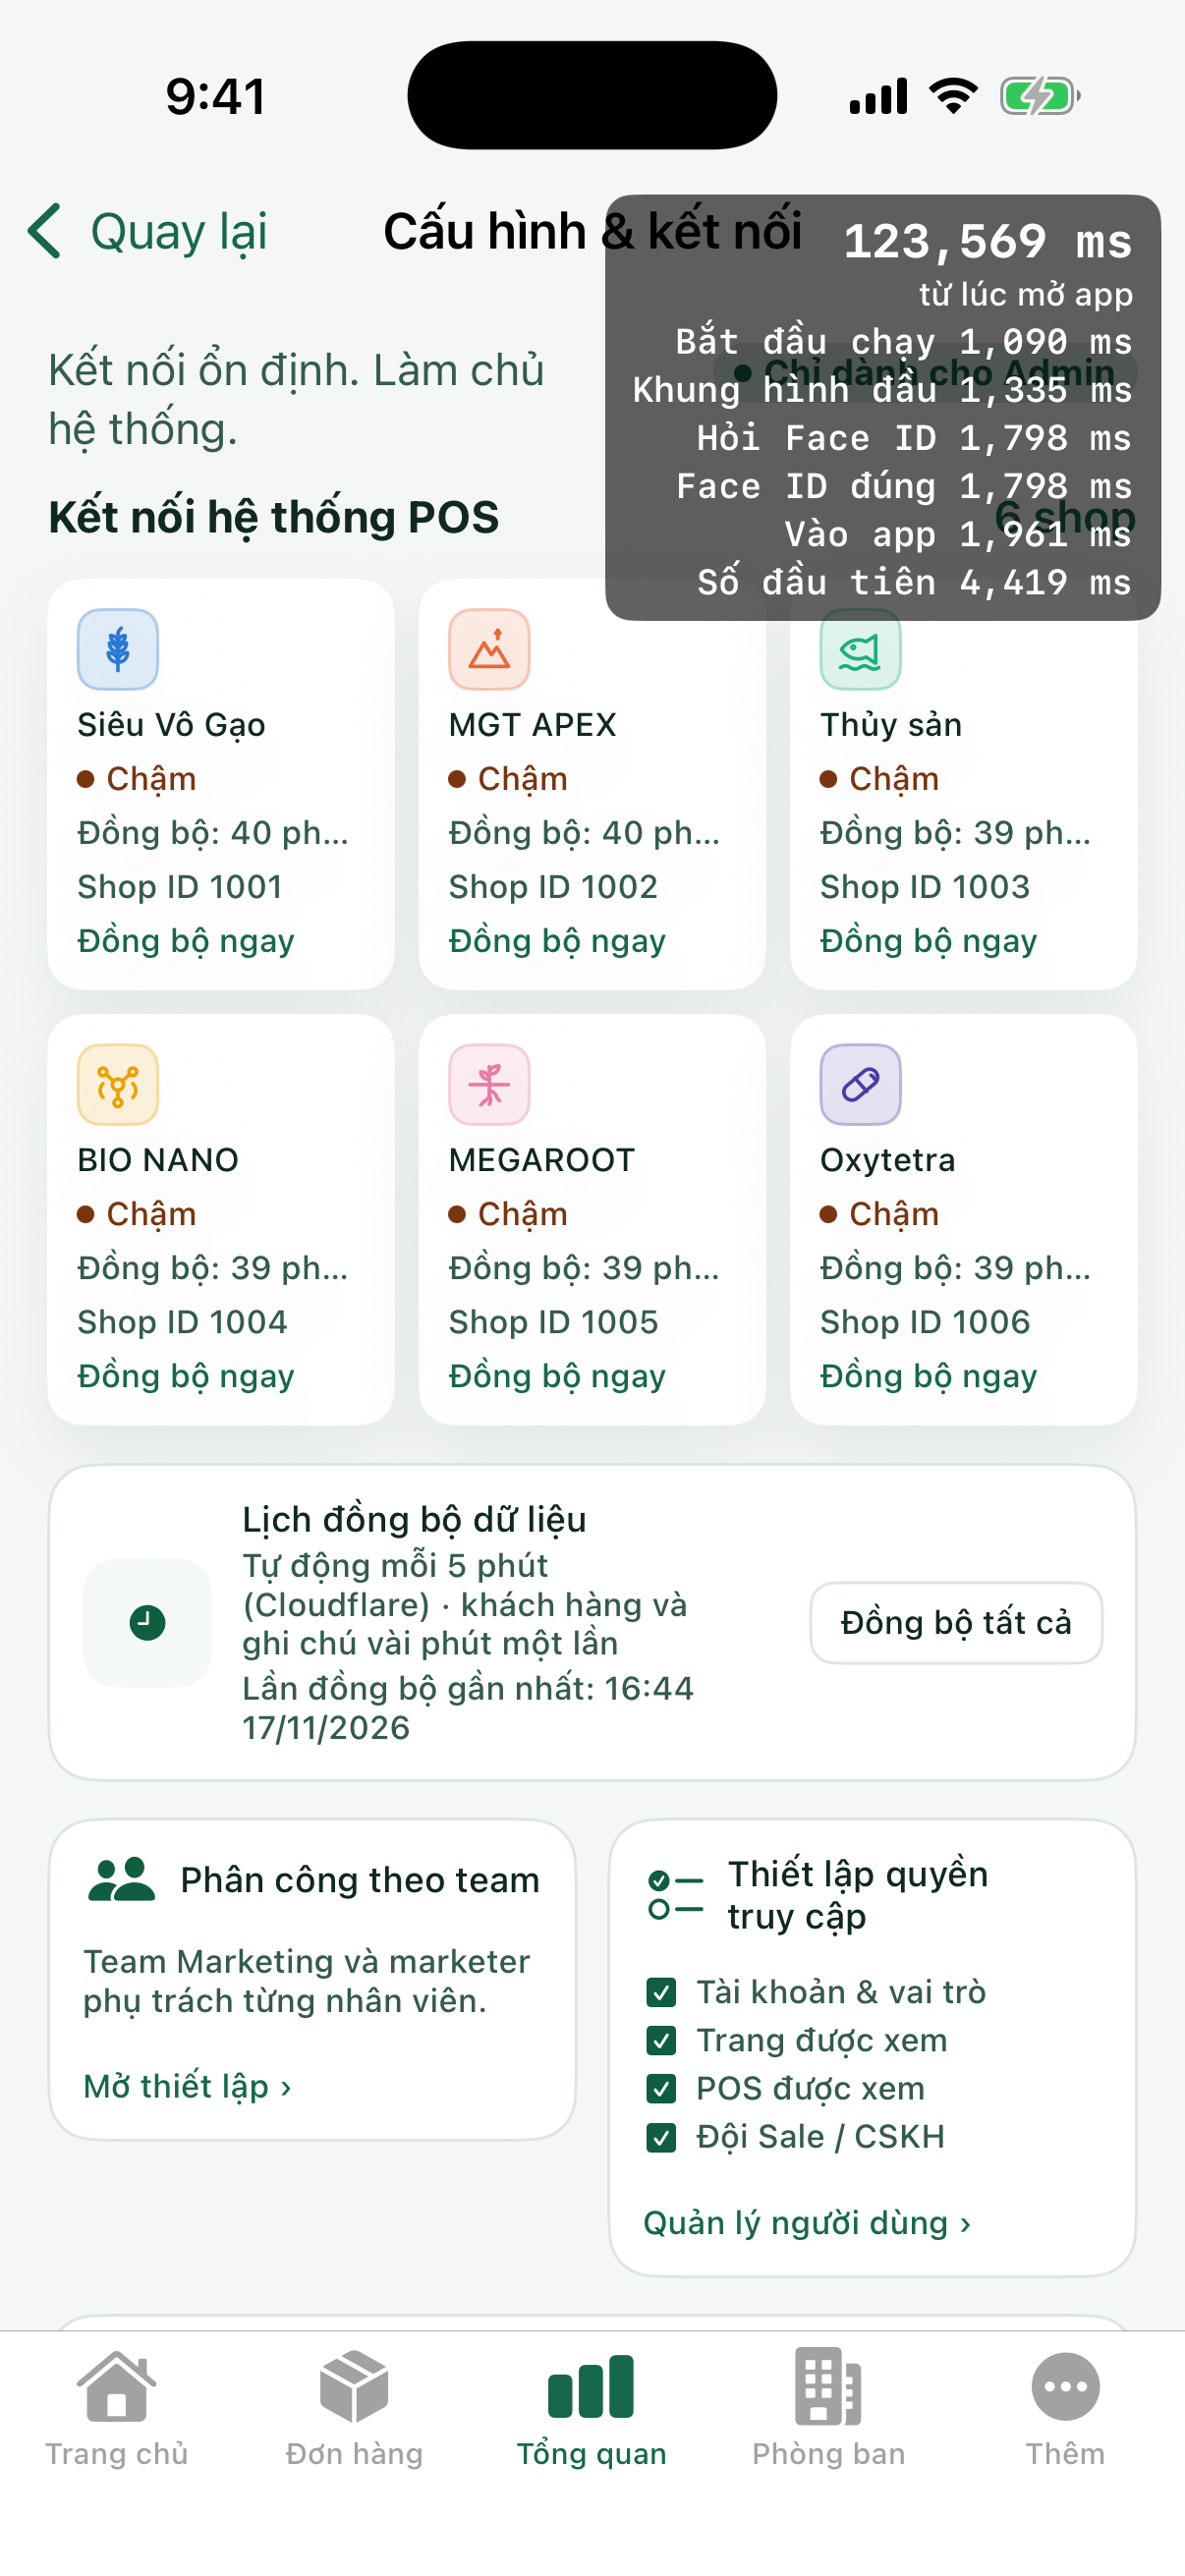 9:41
Quay lại
Cấu hình & kết nối
123,569 ms
từ lúc mở app
Bắt đầu chạy 1,090 ms
Khung hình đầu 1,335 ms
Hỏi Face ID 1,798 ms
Face ID đúng 1,798 ms
Vào app 1,961 ms
Số đầu tiên 4,419 ms
Kết nối ổn định. Làm chủ
hệ thống.
Chỉ dành cho Admin
Kết nối hệ thống POS
6 shop
Siêu Vô Gạo
Chậm
Đồng bộ: 40 ph...
Shop ID 1001
Đồng bộ ngay
MGT APEX
Chậm
Đồng bộ: 40 ph...
Shop ID 1002
Đồng bộ ngay
Thủy sản
Chậm
Đồng bộ: 39 ph...
Shop ID 1003
Đồng bộ ngay
BIO NANO
Chậm
Đồng bộ: 39 ph...
Shop ID 1004
Đồng bộ ngay
MEGAROOT
Chậm
Đồng bộ: 39 ph...
Shop ID 1005
Đồng bộ ngay
Oxytetra
Chậm
Đồng bộ: 39 ph...
Shop ID 1006
Đồng bộ ngay
Lịch đồng bộ dữ liệu
Tự động mỗi 5 phút
(Cloudflare) · khách hàng và
ghi chú vài phút một lần
Lần đồng bộ gần nhất: 16:44
17/11/2026
Đồng bộ tất cả
Phân công theo team
Team Marketing và marketer
phụ trách từng nhân viên.
Mở thiết lập ›
Thiết lập quyền
truy cập
Tài khoản & vai trò
Trang được xem
POS được xem
Đội Sale / CSKH
Quản lý người dùng ›
Trang chủ
Đơn hàng
Tổng quan
Phòng ban
Thêm